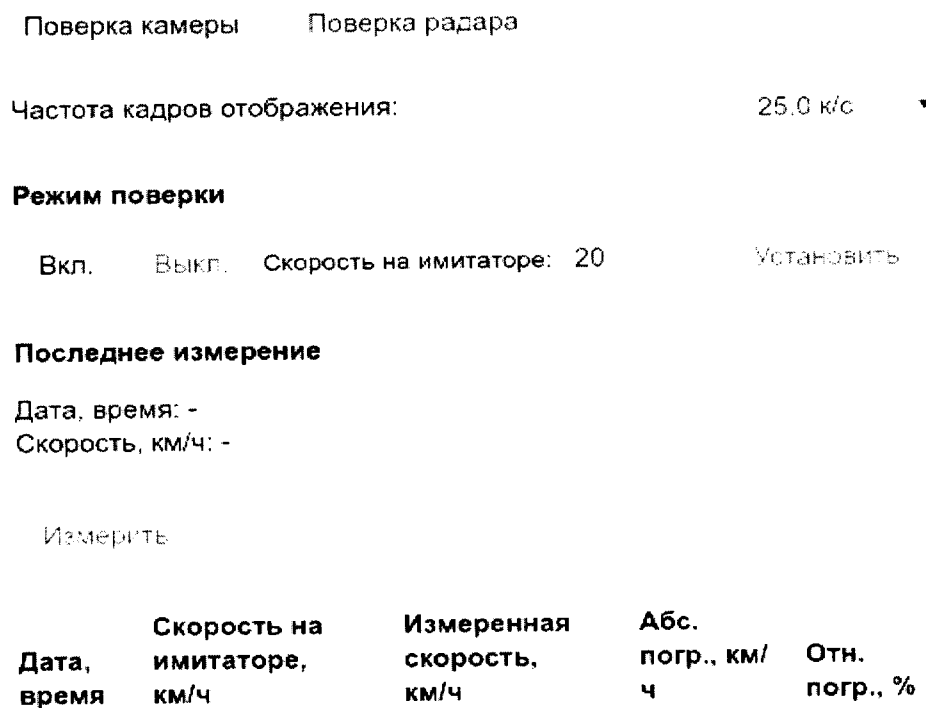 Поверка камеры Поверка радара
Частота кадров отображения: 25.0 к/с
Режим поверки
Вкл. Выкл. Скорость на имитаторе: 20 Установить
Последнее измерение
Дата, время: -
Скорость, км/ч: -
Измерить
Дата, время Скорость на имитаторе, км/ч Измеренная скорость, км/ч Абс. погр., км/ч Отн. погр., %